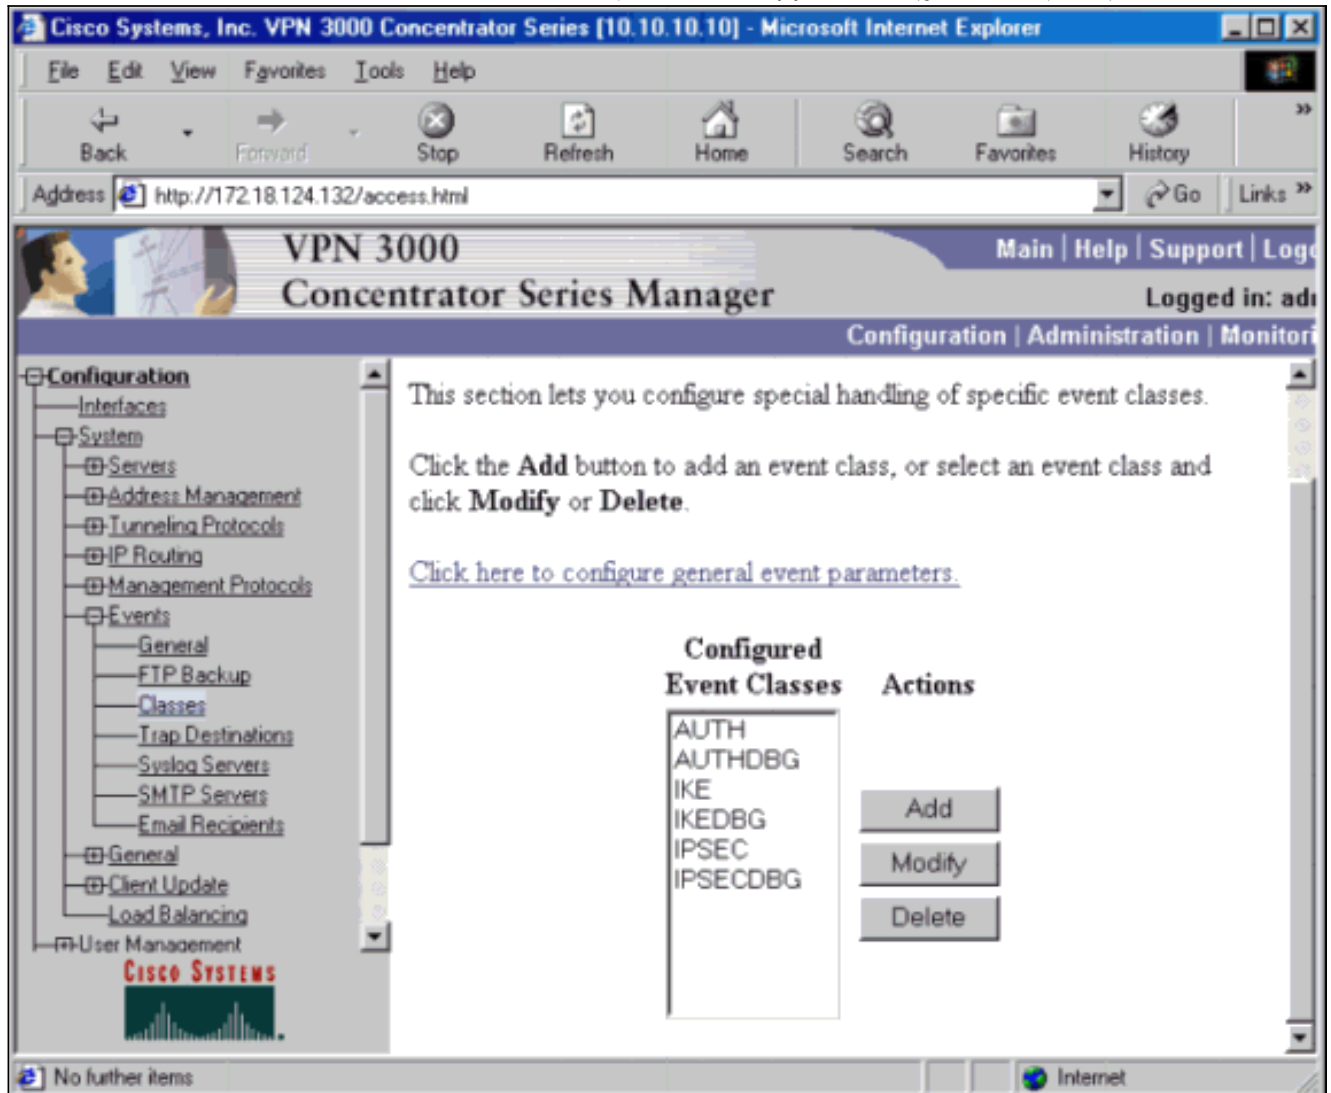 Cisco Systems, Inc. VPN 3000 Concentrator Series [10.10.10.10] - Microsoft Internet Explorer
File Edit View Favorites Tools Help
Back Forward Stop Refresh Home Search Favorites History »
Address http://172.18.124.132/access.html Go Links »
VPN 3000
Concentrator Series Manager
Main | Help | Support | Logo
Logged in: adm
Configuration | Administration | Monitori
Configuration
Interfaces
System
Servers
Address Management
Tunneling Protocols
IP Routing
Management Protocols
Events
General
FTP Backup
Classes
Trap Destinations
Syslog Servers
SMTP Servers
Email Recipients
General
Client Update
Load Balancing
User Management
CISCO SYSTEMS
This section lets you configure special handling of specific event classes.
Click the Add button to add an event class, or select an event class and
click Modify or Delete.
Click here to configure general event parameters.
Configured
Event Classes Actions
AUTH
AUTHDBG
IKE
IKEDBG
IPSEC
IPSECDBG
Add
Modify
Delete
No further items
Internet